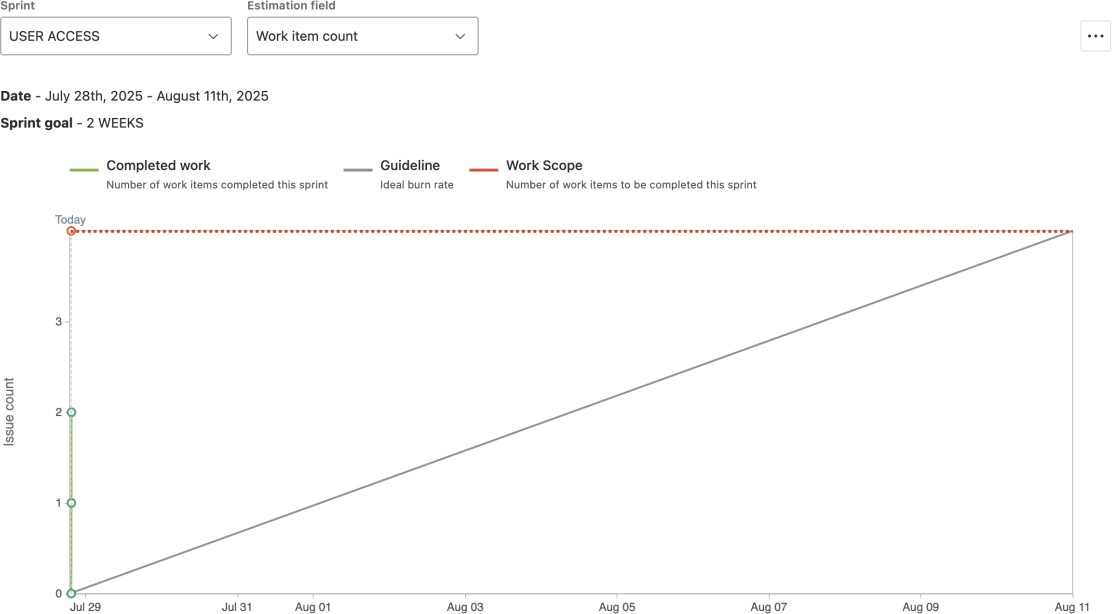 Sprint Estimation field
USER ACCESS Work item count
Date - July 28th, 2025 - August 11th, 2025
Sprint goal - 2 WEEKS
Completed work Guideline Work Scope
Number of work items completed this sprint Ideal burn rate Number of work items to be completed this sprint
Today
3
2
1
0
Issue count
Jul 29 Jul 31 Aug 01 Aug 03 Aug 05 Aug 07 Aug 09 Aug 11